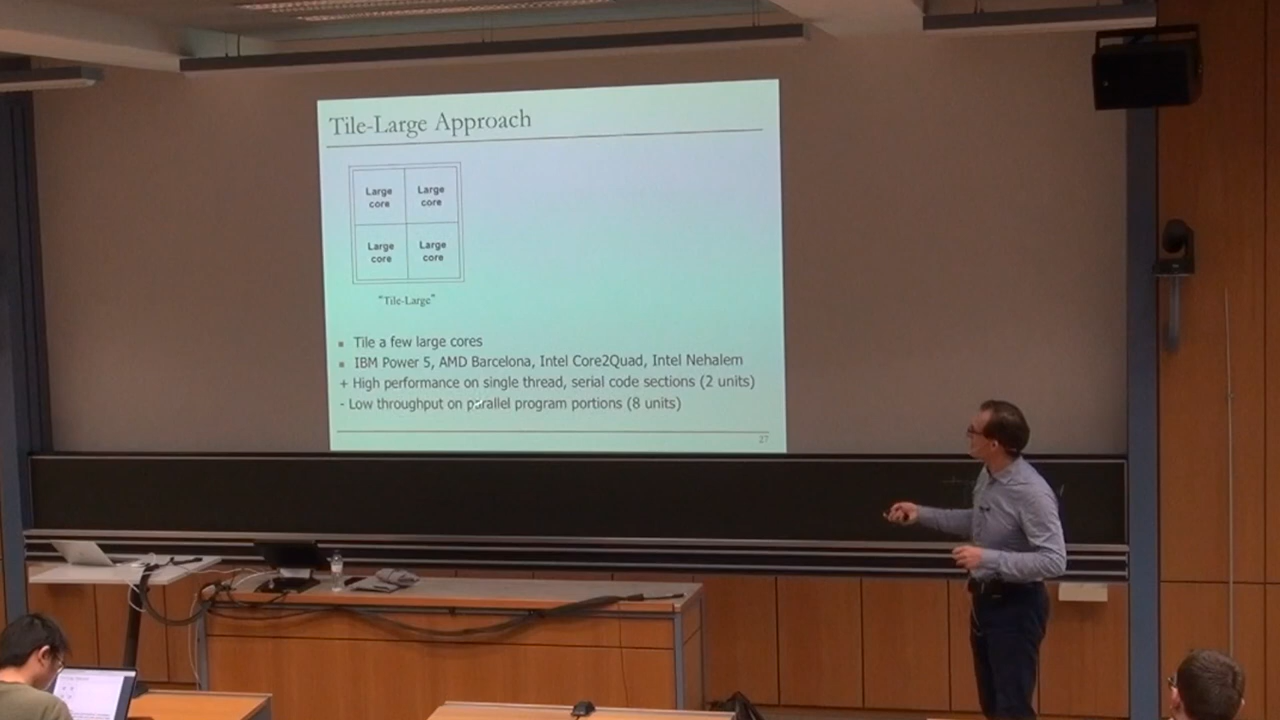 Tile-Large Approach
Large core
Large core
Large core
Large core
"Tile-Large"
▪ Tile a few large cores
▪ IBM Power 5, AMD Barcelona, Intel Core2Quad, Intel Nehalem
+ High performance on single thread, serial code sections (2 units)
- Low throughput on parallel program portions (8 units)
27